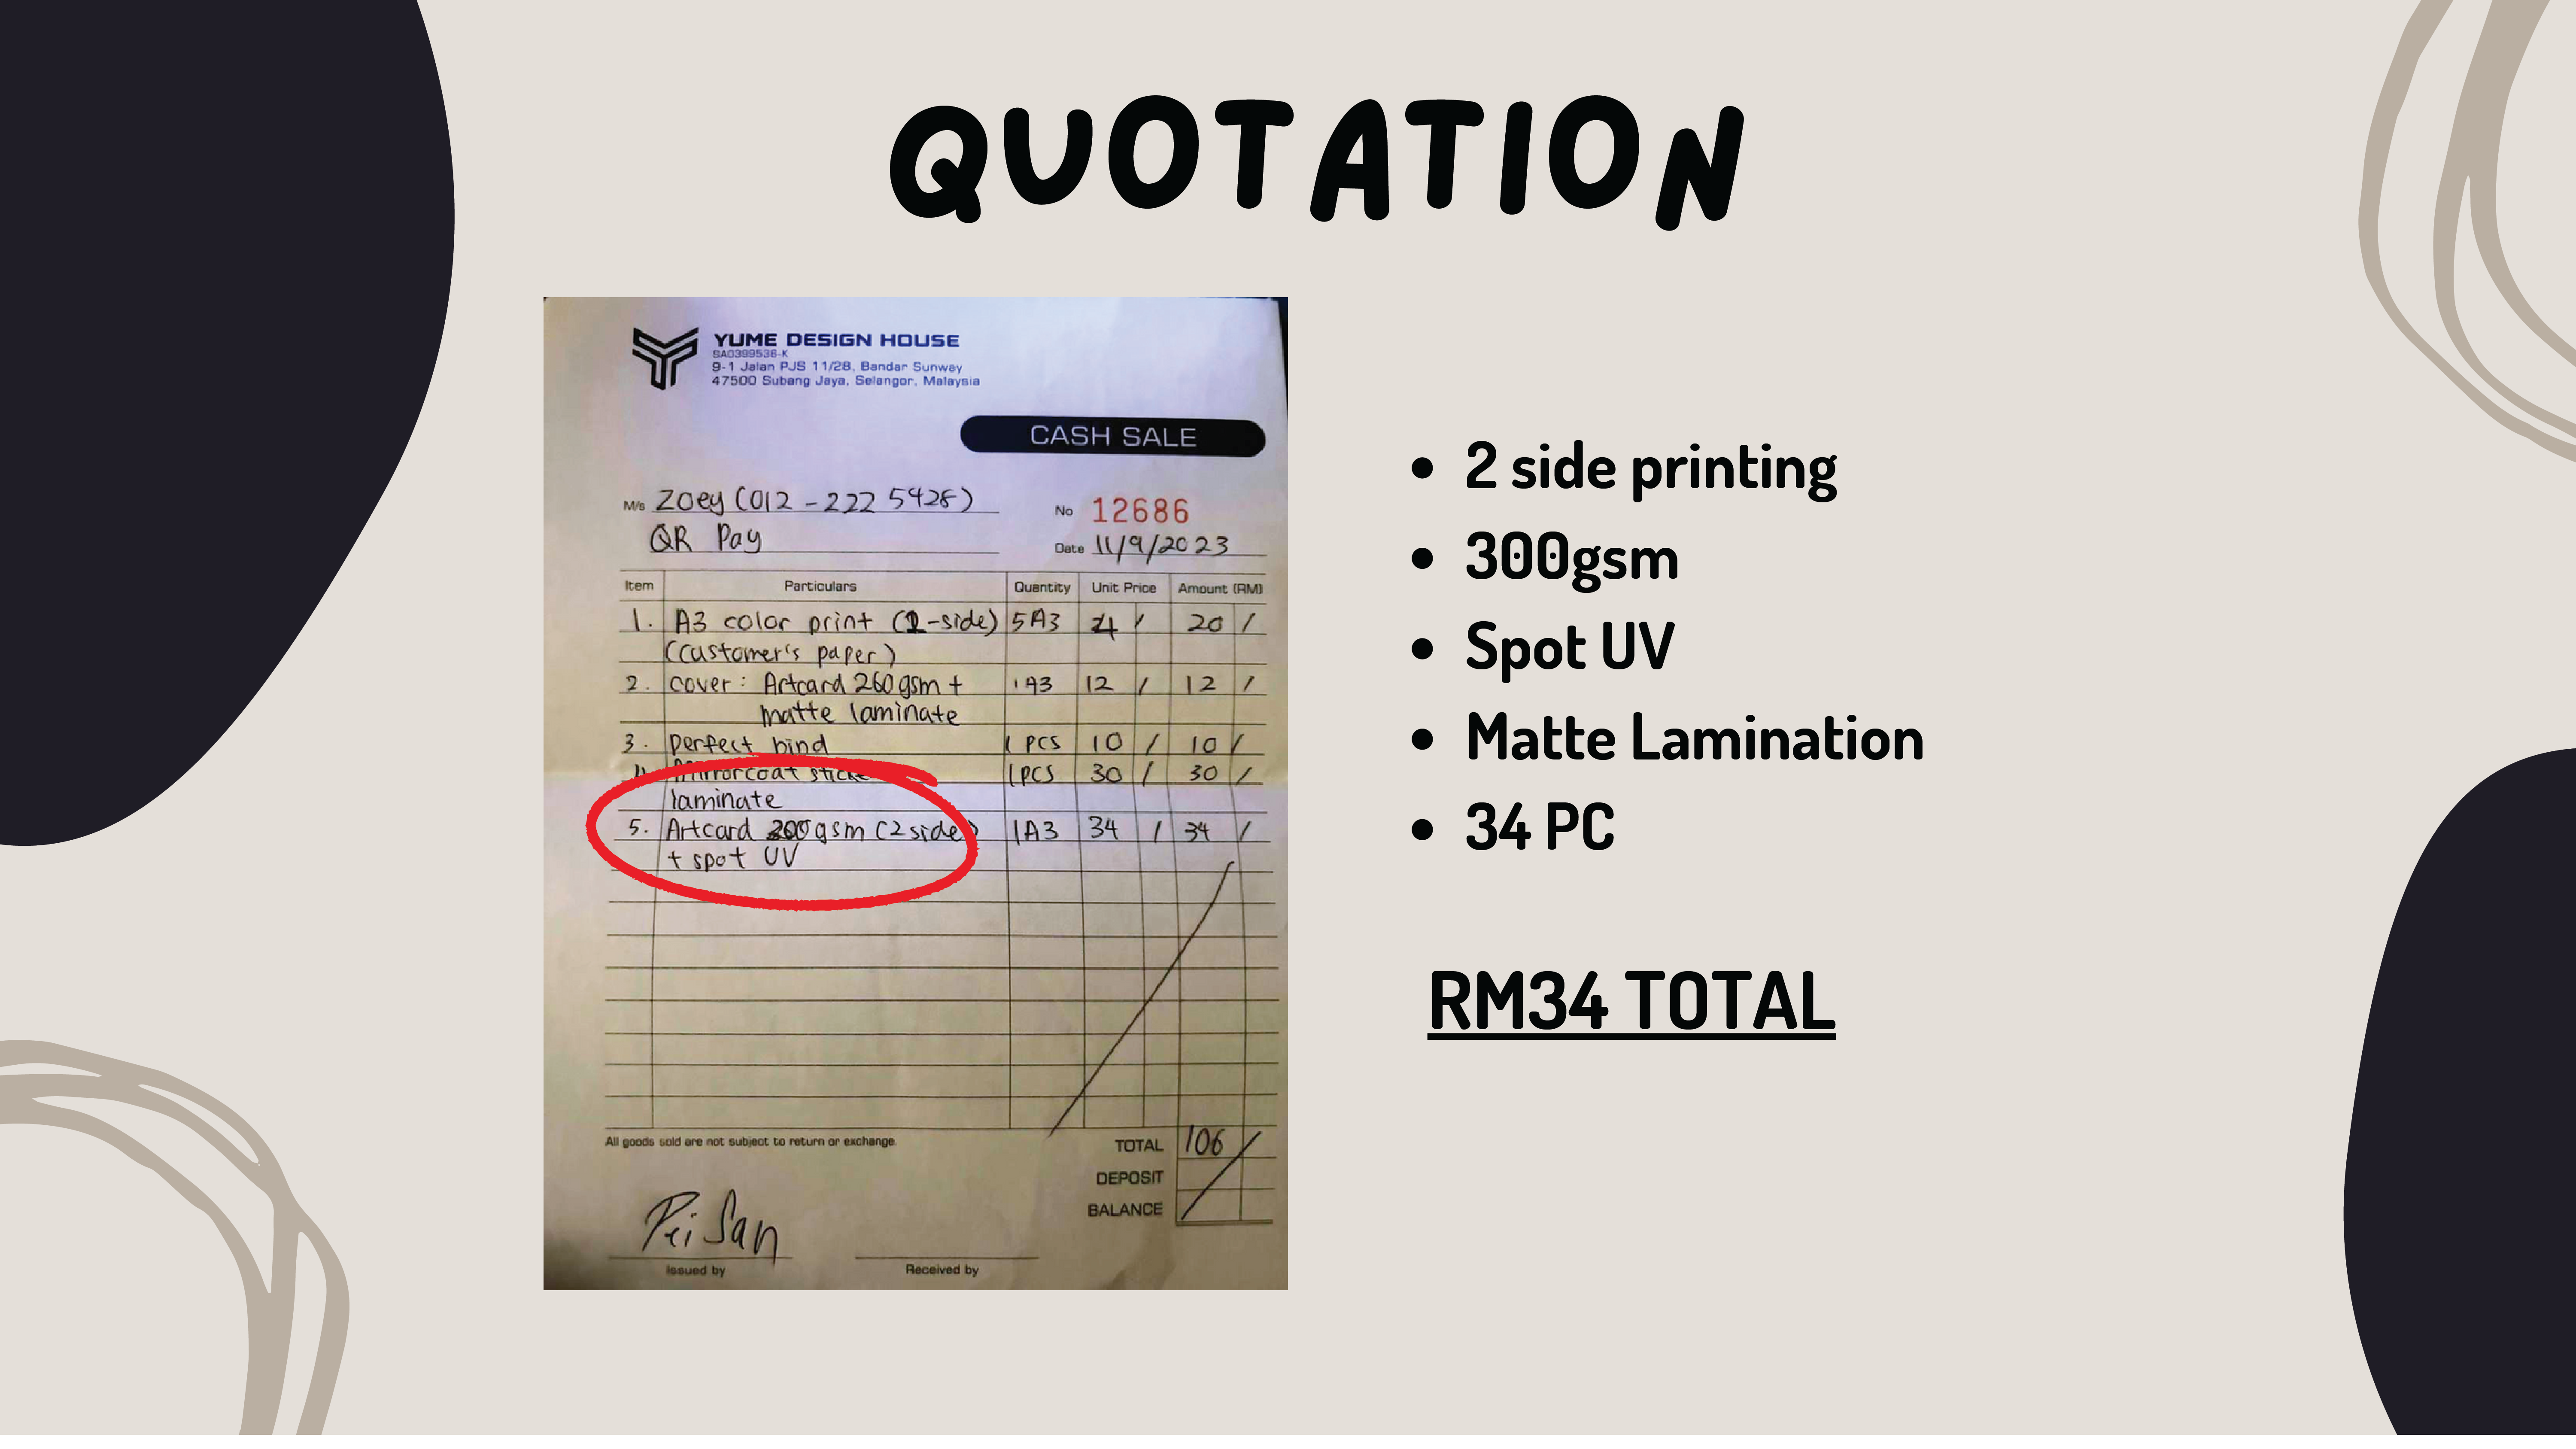 QUOTATION
YUME DESIGN HOUSE
SA0399536-K
9-1 Jalan PJS 11/28, Bandar Sunway
47500 Subang Jaya, Selangor, Malaysia
CASH SALE
M/s Zoey (012-222 5428) No 12686
QR Pay Date 11/9/2023
Item Particulars Quantity Unit Price Amount (RM)
1. A3 color print (1-side) 5A3 4/ 20/
(customer's paper)
2. cover: Artcard 260gsm + 1A3 12/ 12/
matte laminate
3. perfect bind 1 PCS 10/ 10/
4. Mirrorcoat 1PCS 30/ 30/
laminate
5. Artcard 300gsm (2 side) 1A3 34/ 34/
+ spot UV
All goods sold are not subject to return or exchange.
TOTAL 106/
DEPOSIT
BALANCE
Pei San
Issued by Received by
• 2 side printing
• 300gsm
• Spot UV
• Matte Lamination
• 34 PC
RM34 TOTAL